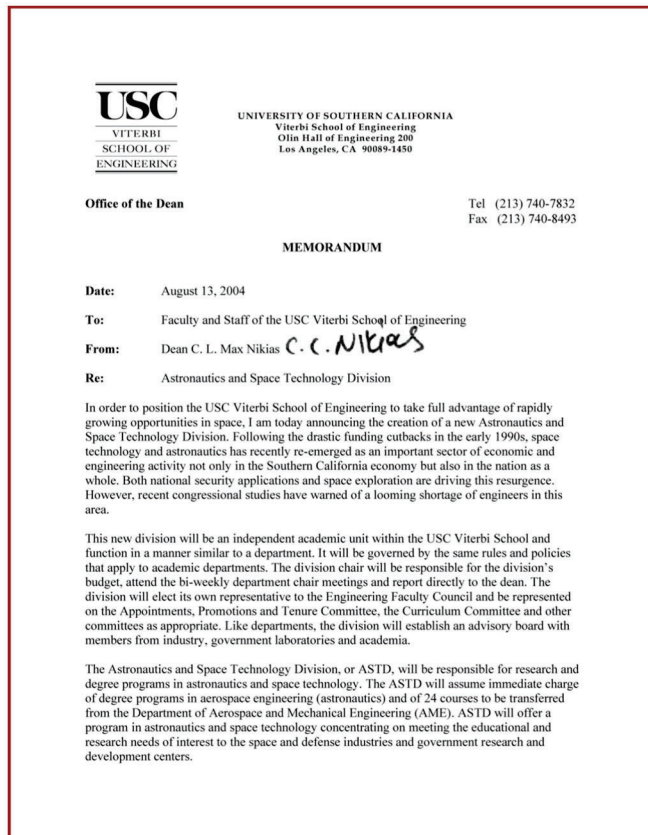 USC
VITERBI
SCHOOL OF
ENGINEERING
UNIVERSITY OF SOUTHERN CALIFORNIA
Viterbi School of Engineering
Olin Hall of Engineering 200
Los Angeles, CA 90089-1450
Office of the Dean
Tel (213) 740-7832
Fax (213) 740-8493
MEMORANDUM
Date: August 13, 2004
To: Faculty and Staff of the USC Viterbi School of Engineering
From: Dean C. L. Max Nikias C. C. Nikias
Re: Astronautics and Space Technology Division
In order to position the USC Viterbi School of Engineering to take full advantage of rapidly
growing opportunities in space, I am today announcing the creation of a new Astronautics and
Space Technology Division. Following the drastic funding cutbacks in the early 1990s, space
technology and astronautics has recently re-emerged as an important sector of economic and
engineering activity not only in the Southern California economy but also in the nation as a
whole. Both national security applications and space exploration are driving this resurgence.
However, recent congressional studies have warned of a looming shortage of engineers in this
area.
This new division will be an independent academic unit within the USC Viterbi School and
function in a manner similar to a department. It will be governed by the same rules and policies
that apply to academic departments. The division chair will be responsible for the division's
budget, attend the bi-weekly department chair meetings and report directly to the dean. The
division will elect its own representative to the Engineering Faculty Council and be represented
on the Appointments, Promotions and Tenure Committee, the Curriculum Committee and other
committees as appropriate. Like departments, the division will establish an advisory board with
members from industry, government laboratories and academia.
The Astronautics and Space Technology Division, or ASTD, will be responsible for research and
degree programs in astronautics and space technology. The ASTD will assume immediate charge
of degree programs in aerospace engineering (astronautics) and of 24 courses to be transferred
from the Department of Aerospace and Mechanical Engineering (AME). ASTD will offer a
program in astronautics and space technology concentrating on meeting the educational and
research needs of interest to the space and defense industries and government research and
development centers.